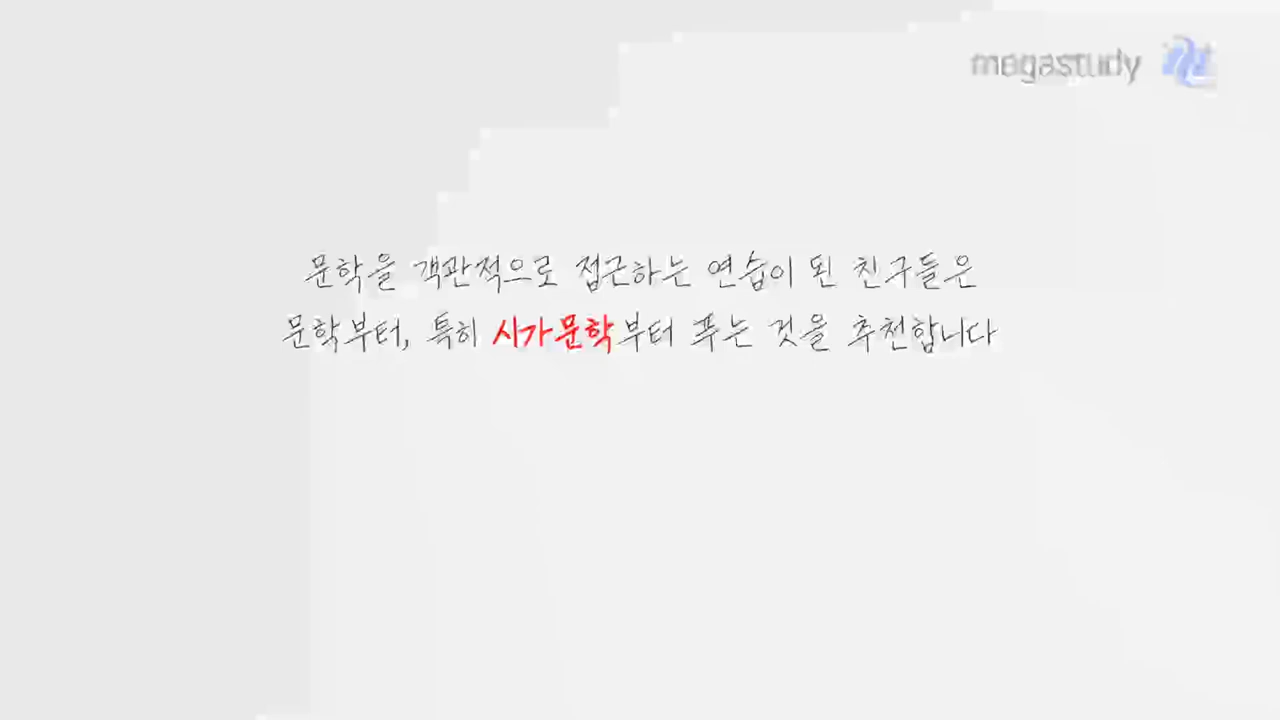 megastudy
문학을 객관적으로 접근하는 연습이 된 친구들은
문학부터, 특히 시가문학부터 푸는 것을 추천합니다